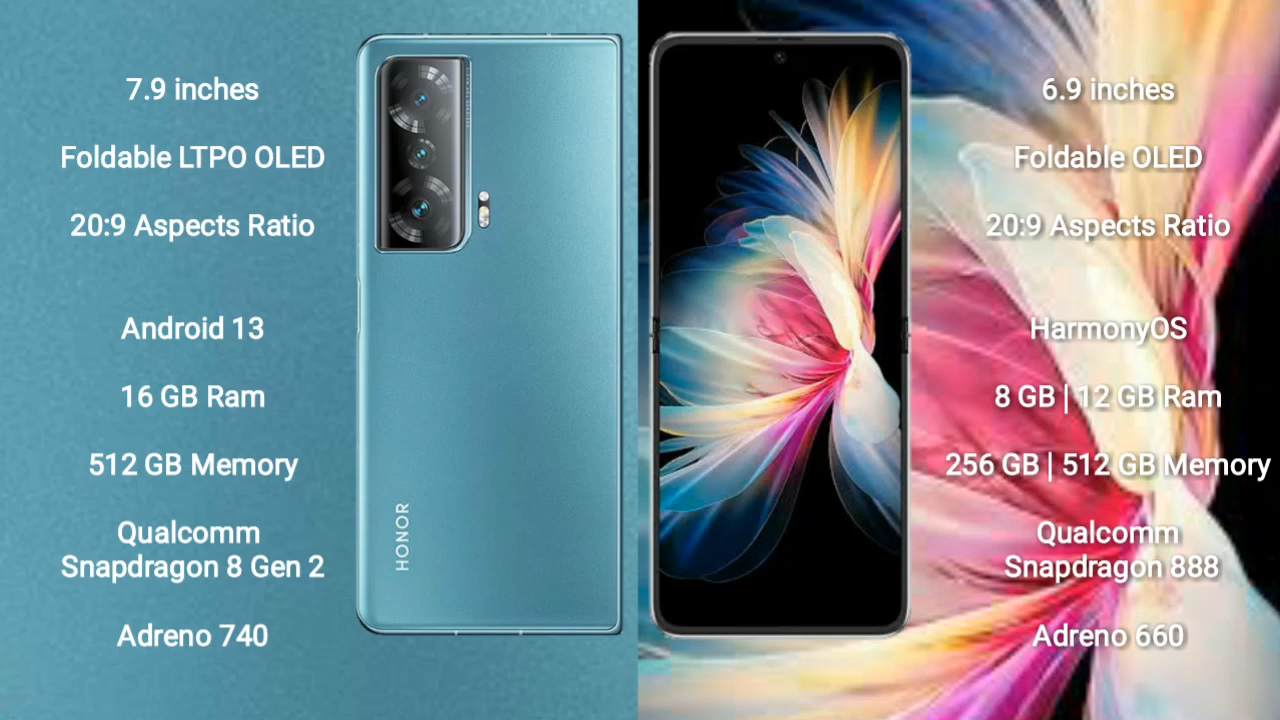 7.9 inches
Foldable LTPO OLED
20:9 Aspects Ratio
Android 13
16 GB Ram
512 GB Memory
Qualcomm
Snapdragon 8 Gen 2
Adreno 740
HONOR
6.9 inches
Foldable OLED
20:9 Aspects Ratio
HarmonyOS
8 GB | 12 GB Ram
256 GB | 512 GB Memory
Qualcomm
Snapdragon 888
Adreno 660